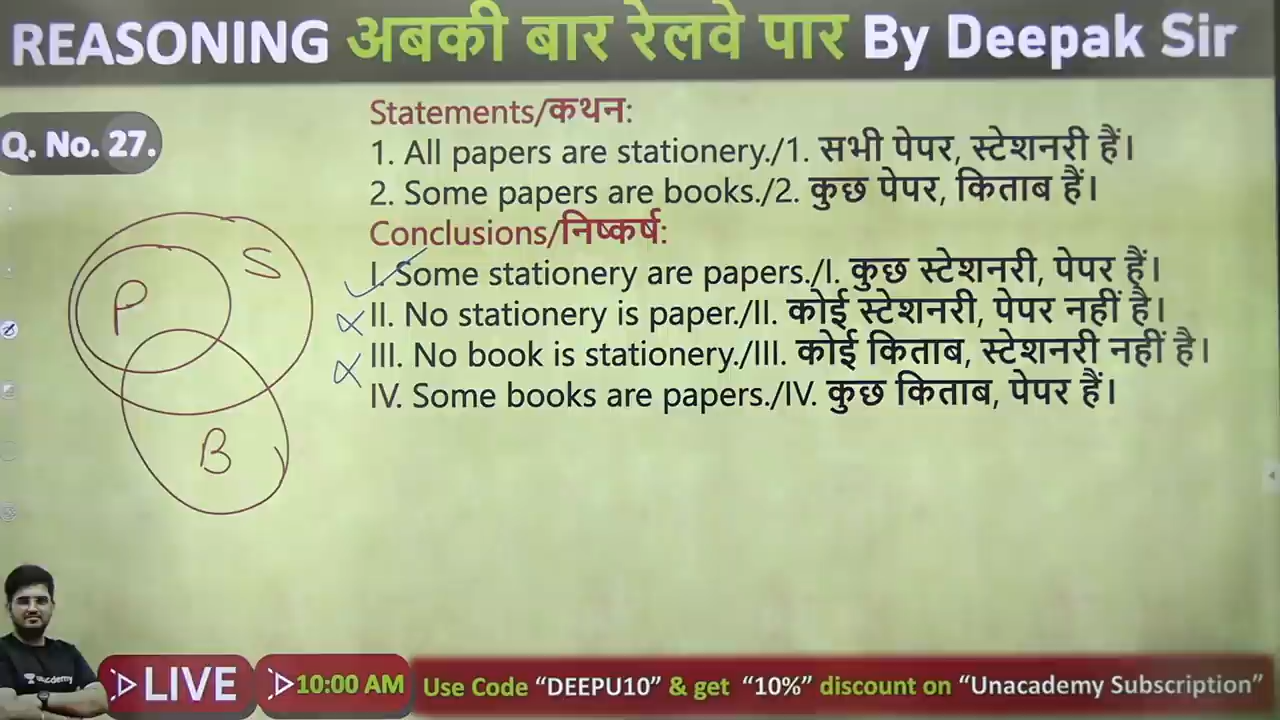 REASONING अबकी बार रेलवे पार By Deepak Sir
Q. No. 27.
Statements/कथन:
1. All papers are stationery./1. सभी पेपर, स्टेशनरी हैं।
2. Some papers are books./2. कुछ पेपर, किताब हैं।
Conclusions/निष्कर्ष:
I. Some stationery are papers./I. कुछ स्टेशनरी, पेपर हैं।
II. No stationery is paper./II. कोई स्टेशनरी, पेपर नहीं है।
III. No book is stationery./III. कोई किताब, स्टेशनरी नहीं है।
IV. Some books are papers./IV. कुछ किताब, पेपर हैं।
S
P
B
unacademy
LIVE
10:00 AM
Use Code “DEEPU10” & get “10%” discount on “Unacademy Subscription”